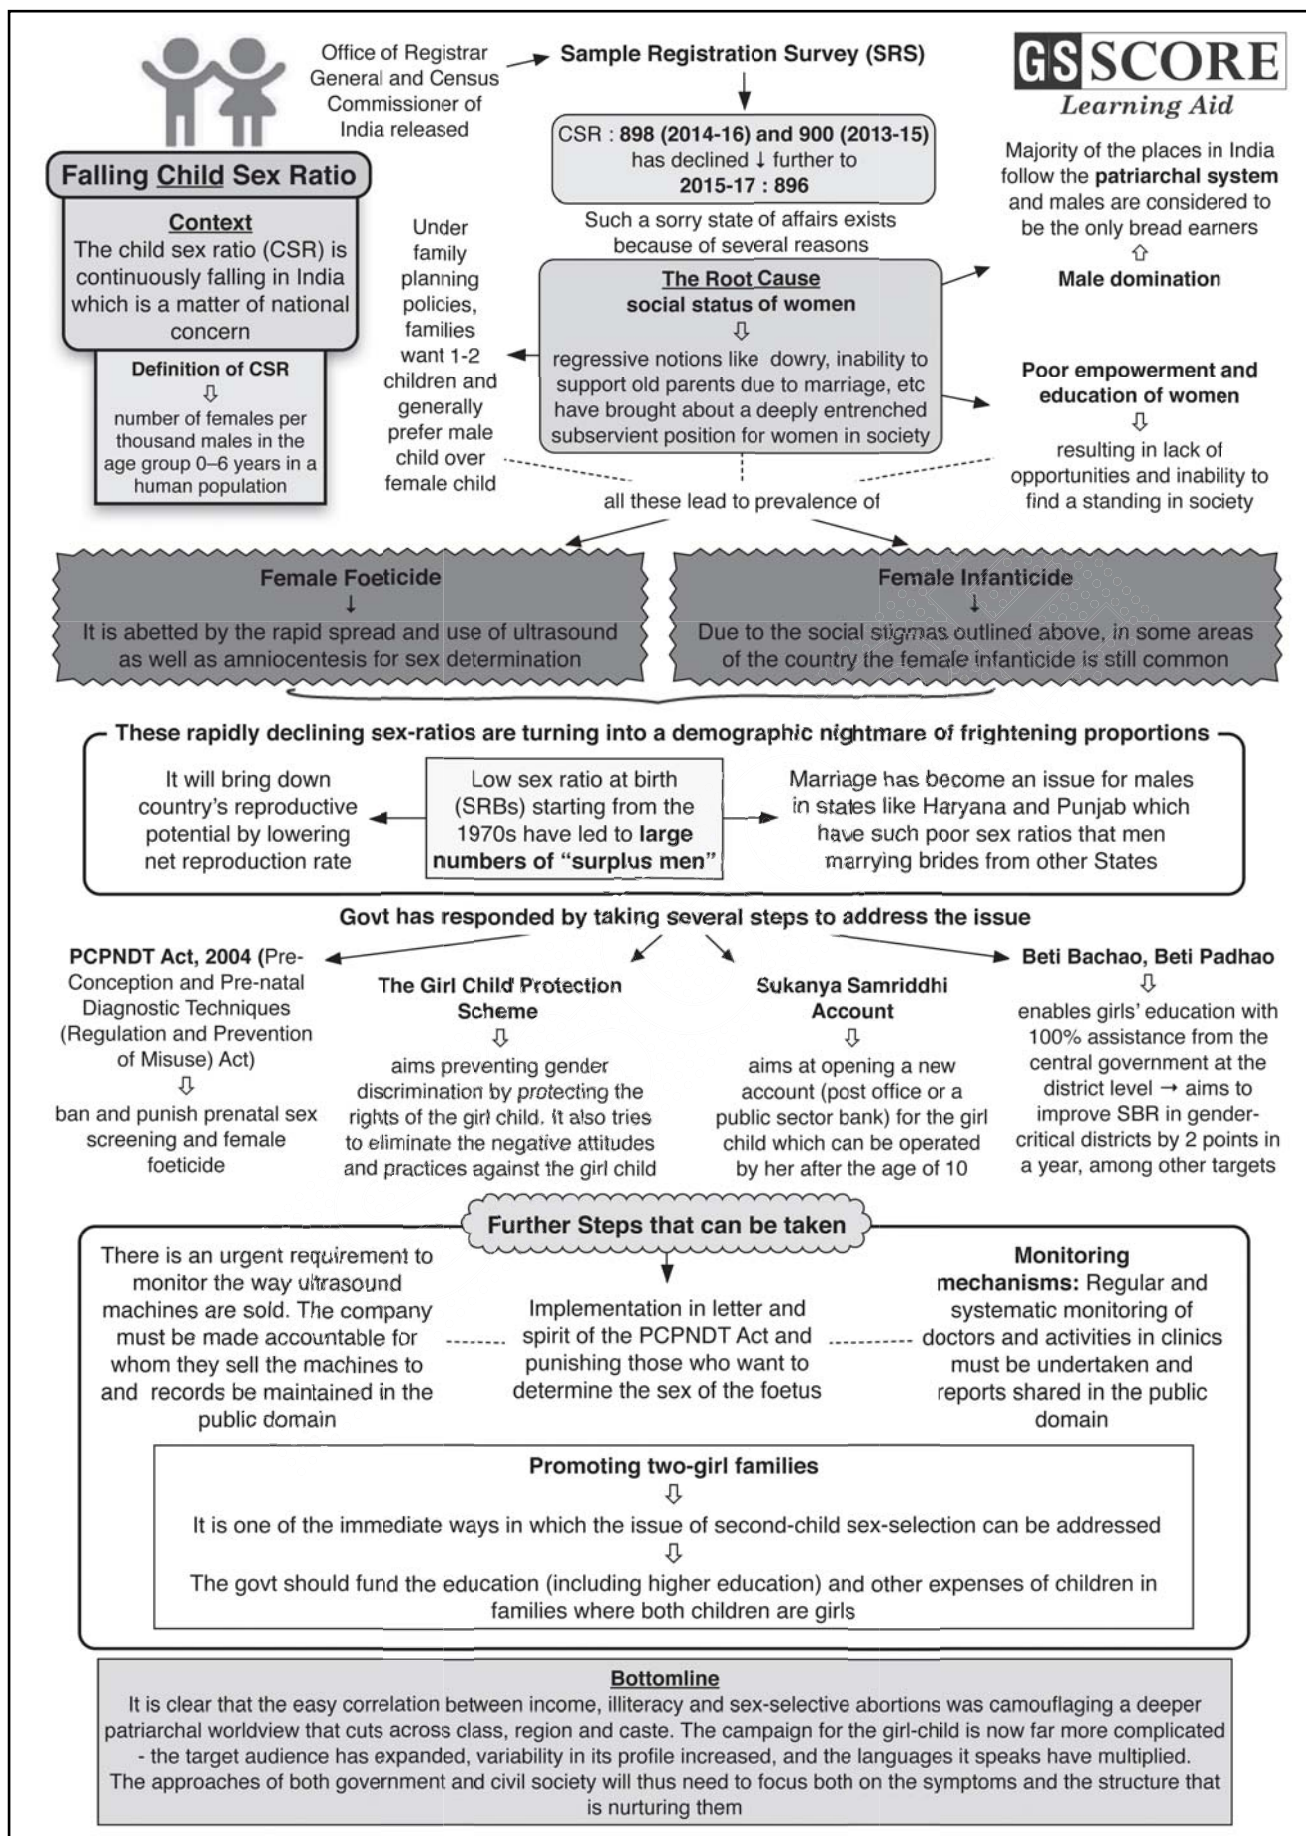 Office of Registrar
General and Census
Commissioner of
India released
Sample Registration Survey (SRS)
GS SCORE
Learning Aid
CSR : 898 (2014-16) and 900 (2013-15)
has declined ↓ further to
2015-17 : 896
Falling Child Sex Ratio
Context
The child sex ratio (CSR) is
continuously falling in India
which is a matter of national
concern
Definition of CSR
⇩
number of females per
thousand males in the
age group 0–6 years in a
human population
Under
family
planning
policies,
families
want 1-2
children and
generally
prefer male
child over
female child
Such a sorry state of affairs exists
because of several reasons
The Root Cause
social status of women
⇩
regressive notions like dowry, inability to
support old parents due to marriage, etc
have brought about a deeply entrenched
subservient position for women in society
Majority of the places in India
follow the patriarchal system
and males are considered to
be the only bread earners
⇧
Male domination
Poor empowerment and
education of women
⇩
resulting in lack of
opportunities and inability to
find a standing in society
all these lead to prevalence of
Female Foeticide
↓
It is abetted by the rapid spread and use of ultrasound
as well as amniocentesis for sex determination
Female Infanticide
↓
Due to the social stigmas outlined above, in some areas
of the country the female infanticide is still common
These rapidly declining sex-ratios are turning into a demographic nightmare of frightening proportions
It will bring down
country's reproductive
potential by lowering
net reproduction rate
Low sex ratio at birth
(SRBs) starting from the
1970s have led to large
numbers of “surplus men”
Marriage has become an issue for males
in states like Haryana and Punjab which
have such poor sex ratios that men
marrying brides from other States
Govt has responded by taking several steps to address the issue
PCPNDT Act, 2004 (Pre-
Conception and Pre-natal
Diagnostic Techniques
(Regulation and Prevention
of Misuse) Act)
⇩
ban and punish prenatal sex
screening and female
foeticide
The Girl Child Protection
Scheme
⇩
aims preventing gender
discrimination by protecting the
rights of the girl child. It also tries
to eliminate the negative attitudes
and practices against the girl child
Sukanya Samriddhi
Account
⇩
aims at opening a new
account (post office or a
public sector bank) for the girl
child which can be operated
by her after the age of 10
Beti Bachao, Beti Padhao
⇩
enables girls' education with
100% assistance from the
central government at the
district level → aims to
improve SBR in gender-
critical districts by 2 points in
a year, among other targets
Further Steps that can be taken
There is an urgent requirement to
monitor the way ultrasound
machines are sold. The company
must be made accountable for
whom they sell the machines to
and records be maintained in the
public domain
Implementation in letter and
spirit of the PCPNDT Act and
punishing those who want to
determine the sex of the foetus
Monitoring
mechanisms: Regular and
systematic monitoring of
doctors and activities in clinics
must be undertaken and
reports shared in the public
domain
Promoting two-girl families
⇩
It is one of the immediate ways in which the issue of second-child sex-selection can be addressed
⇩
The govt should fund the education (including higher education) and other expenses of children in
families where both children are girls
Bottomline
It is clear that the easy correlation between income, illiteracy and sex-selective abortions was camouflaging a deeper
patriarchal worldview that cuts across class, region and caste. The campaign for the girl-child is now far more complicated
- the target audience has expanded, variability in its profile increased, and the languages it speaks have multiplied.
The approaches of both government and civil society will thus need to focus both on the symptoms and the structure that
is nurturing them